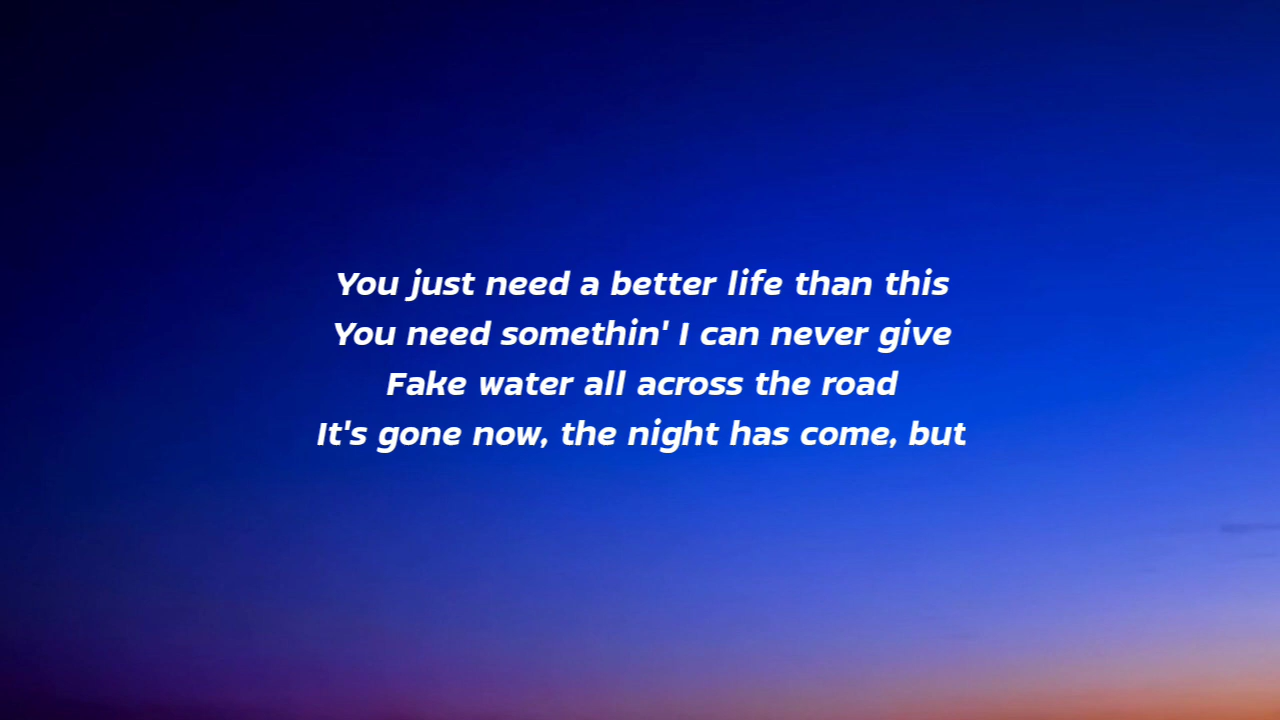 You just need a better life than this
You need somethin' I can never give
Fake water all across the road
It's gone now, the night has come, but